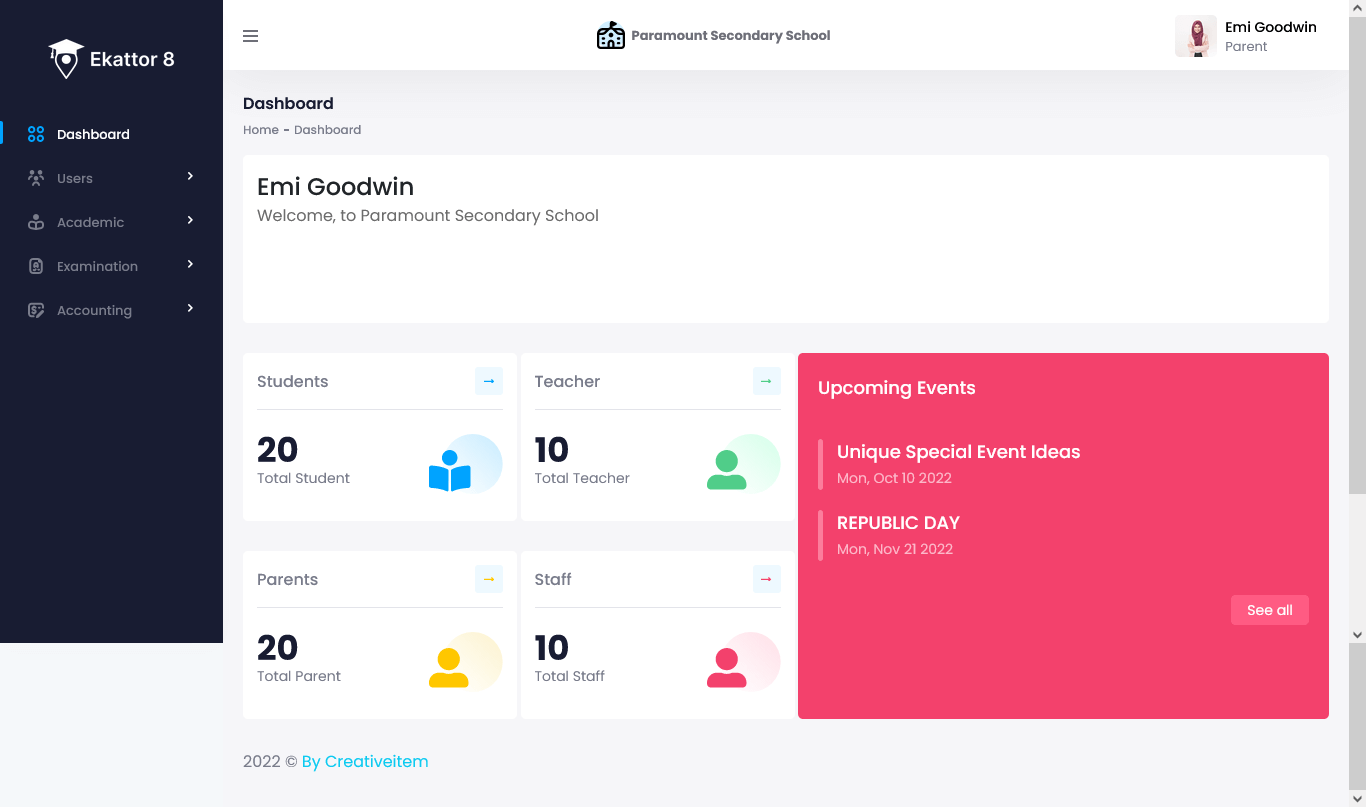 Ekattor 8
Paramount Secondary School
Emi Goodwin
Parent
Dashboard
Users
Academic
Examination
Accounting
Dashboard
Home - Dashboard
Emi Goodwin
Welcome, to Paramount Secondary School
Students
20
Total Student
Teacher
10
Total Teacher
Parents
20
Total Parent
Staff
10
Total Staff
Upcoming Events
Unique Special Event Ideas
Mon, Oct 10 2022
REPUBLIC DAY
Mon, Nov 21 2022
See all
2022 © By Creativeitem